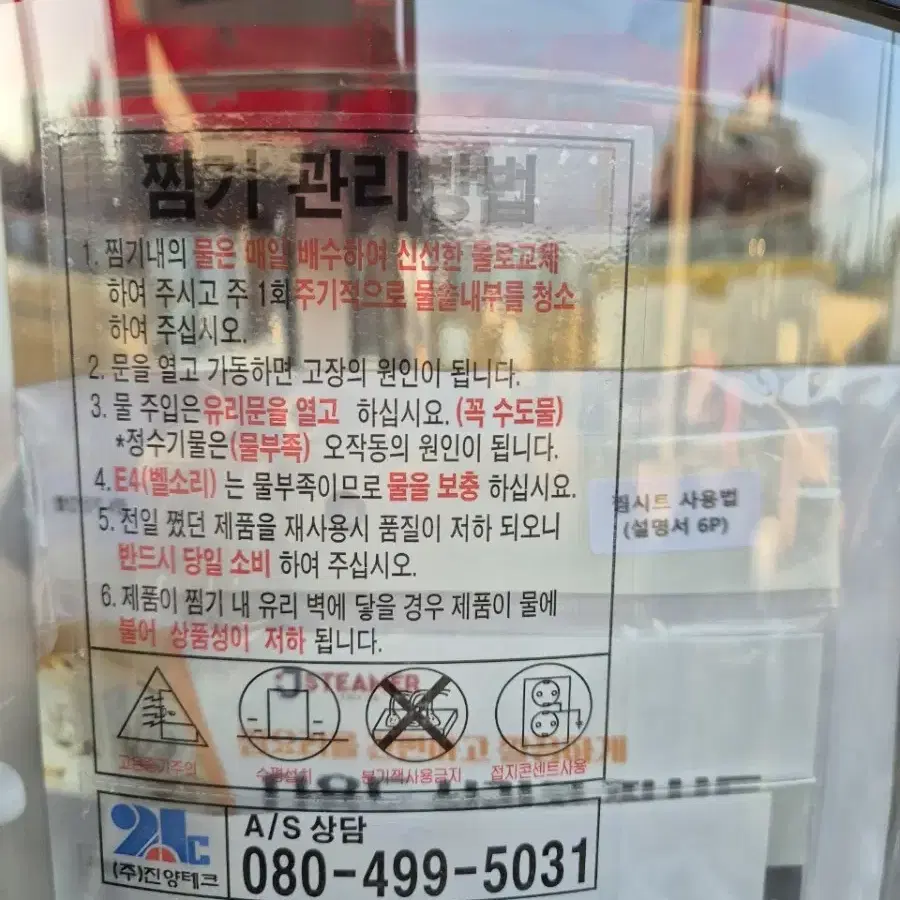 찜기 관리방법
1. 찜기내의 물은 매일 배수하여 신선한 물로교체
하여 주시고 주 1회 주기적으로 물솥내부를 청소
하여 주십시오.
2. 문을 열고 가동하면 고장의 원인이 됩니다.
3. 물 주입은 유리문을 열고 하십시요. (꼭 수도물)
*정수기물은(물부족) 오작동의 원인이 됩니다.
4. E4(벨소리) 는 물부족이므로 물을 보충 하십시요.
5. 전일 쪘던 제품을 재사용시 품질이 저하 되오니
반드시 당일 소비 하여 주십시오.
6. 제품이 찜기 내 유리 벽에 닿을 경우 제품이 물에
불어 상품성이 저하 됩니다.
찜시트 사용법
(설명서 6P)
STEAMER
고온증기주의
수평설치
분기잭사용금지
접지콘센트사용
(주)진양테크
A/S 상담
080-499-5031